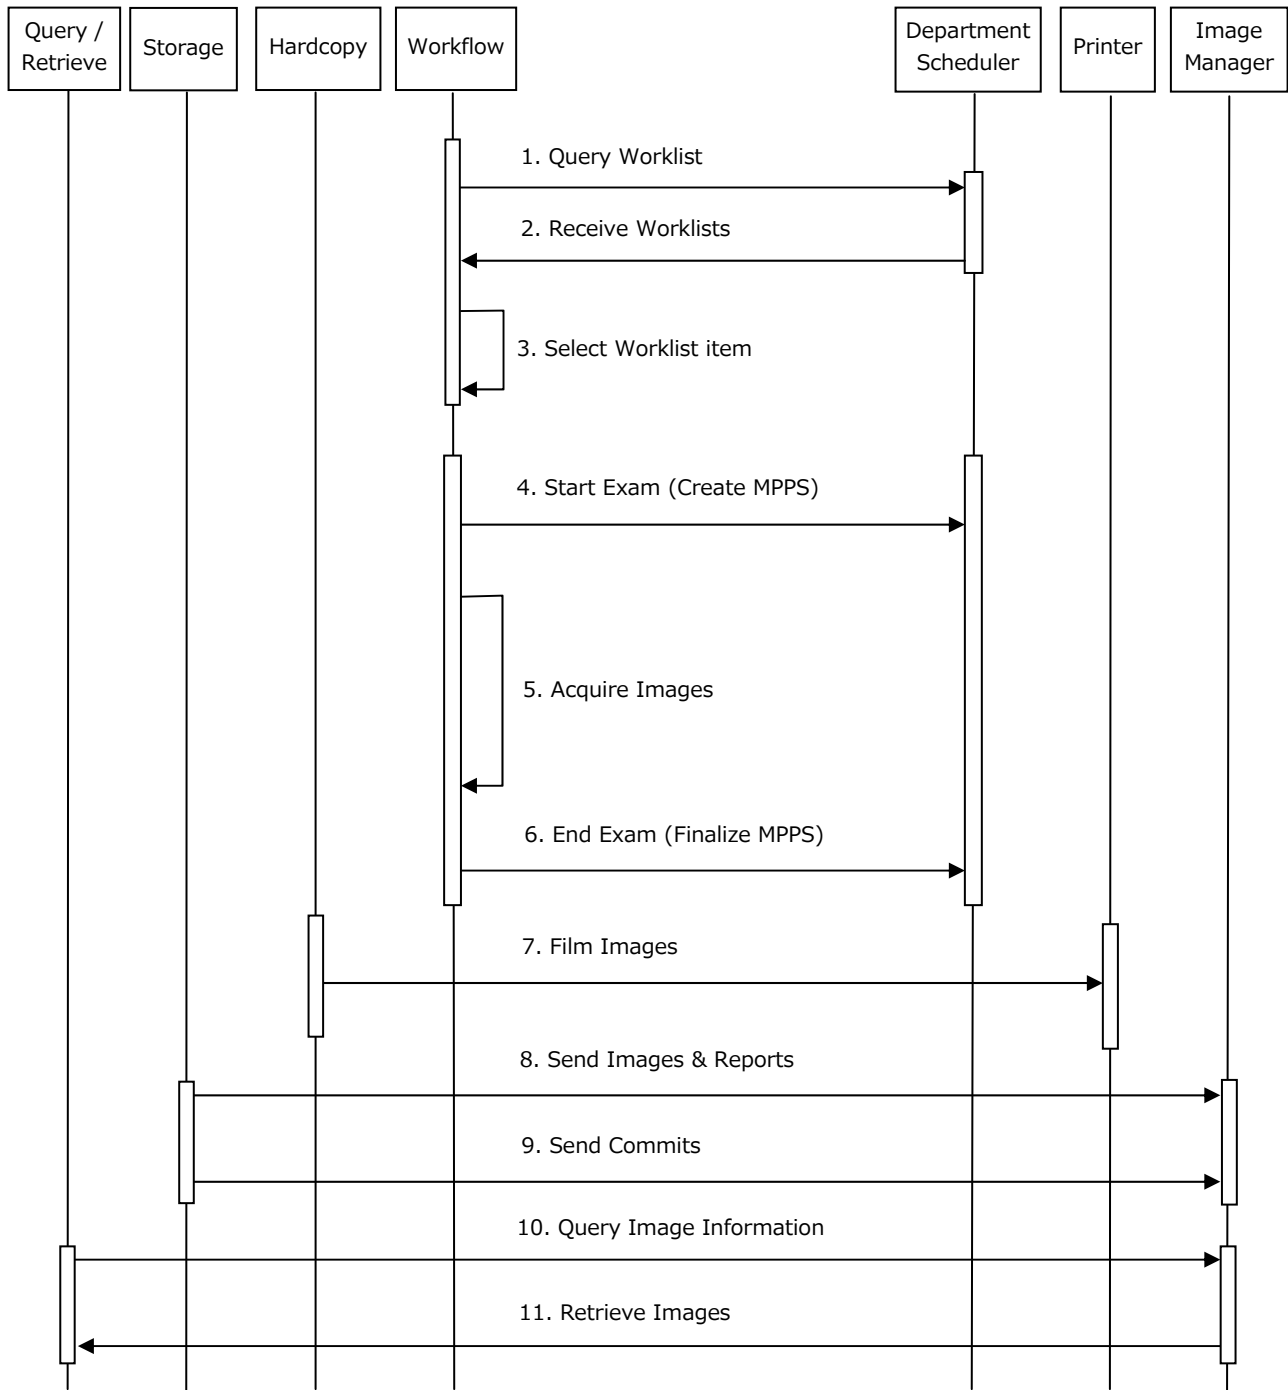 Query /
Retrieve
Storage
Hardcopy
Workflow
Department
Scheduler
Printer
Image
Manager
1. Query Worklist
2. Receive Worklists
3. Select Worklist item
4. Start Exam (Create MPPS)
5. Acquire Images
6. End Exam (Finalize MPPS)
7. Film Images
8. Send Images & Reports
9. Send Commits
10. Query Image Information
11. Retrieve Images